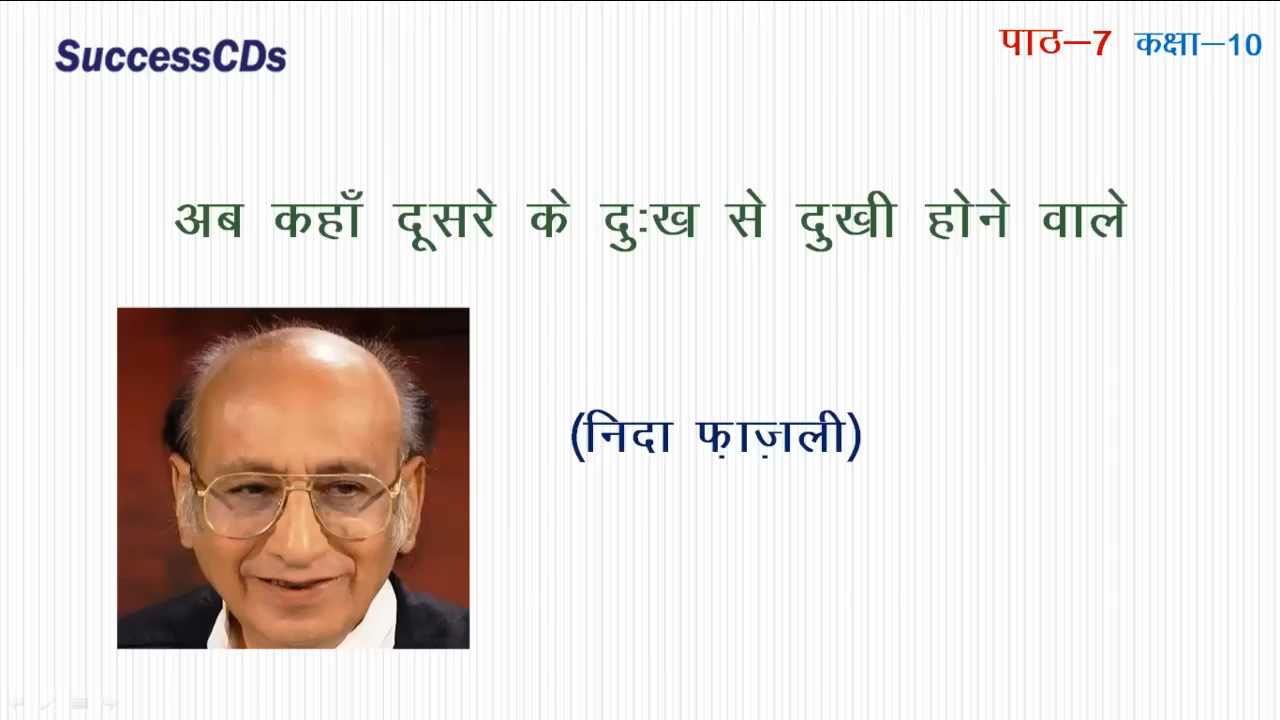 SuccessCDs
पाठ–7 कक्षा–10
अब कहाँ दूसरे के दुःख से दुखी होने वाले
(निदा फ़ाज़ली)